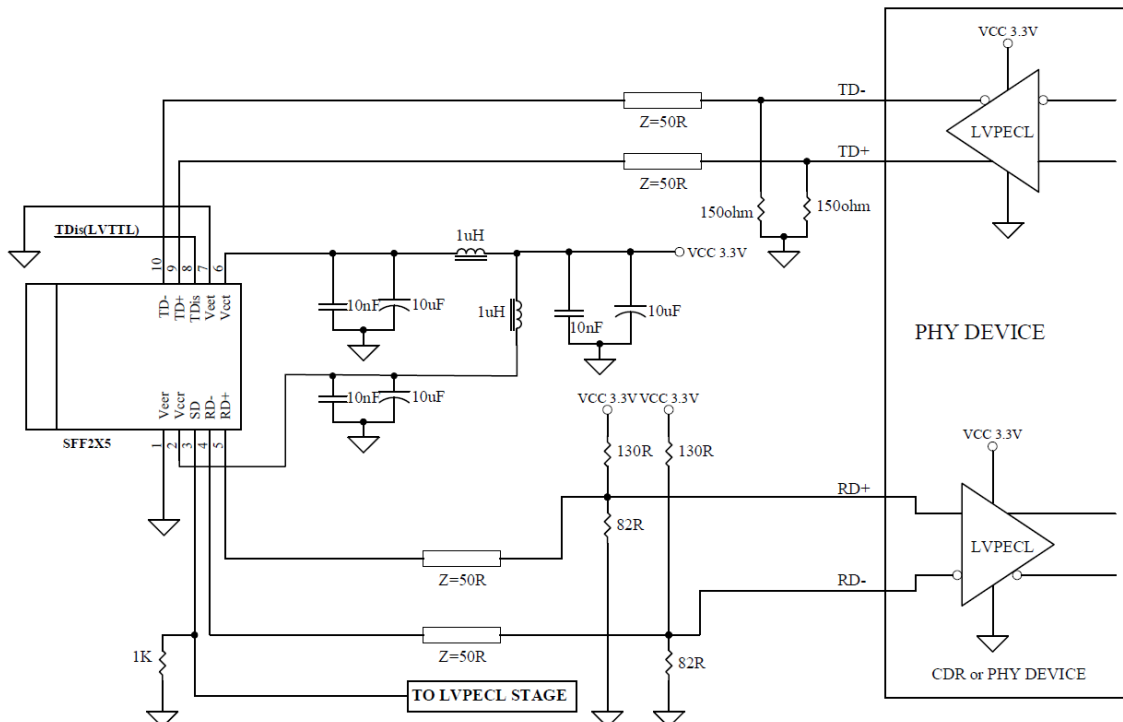 VCC 3.3V
TD-
Z=50R
LVPECL
TD+
Z=50R
150ohm
150ohm
TDis(LVTTL)
1uH
VCC 3.3V
10
9
8
7
6
TD-
TD+
TDis
Veet
Vcct
10nF
10uF
1uH
10nF
10uF
PHY DEVICE
10nF
10uF
Veer
Vccr
SD
RD-
RD+
SFF2X5
1
2
3
4
5
VCC 3.3V
VCC 3.3V
130R
130R
VCC 3.3V
RD+
82R
LVPECL
Z=50R
RD-
1K
Z=50R
82R
CDR or PHY DEVICE
TO LVPECL STAGE